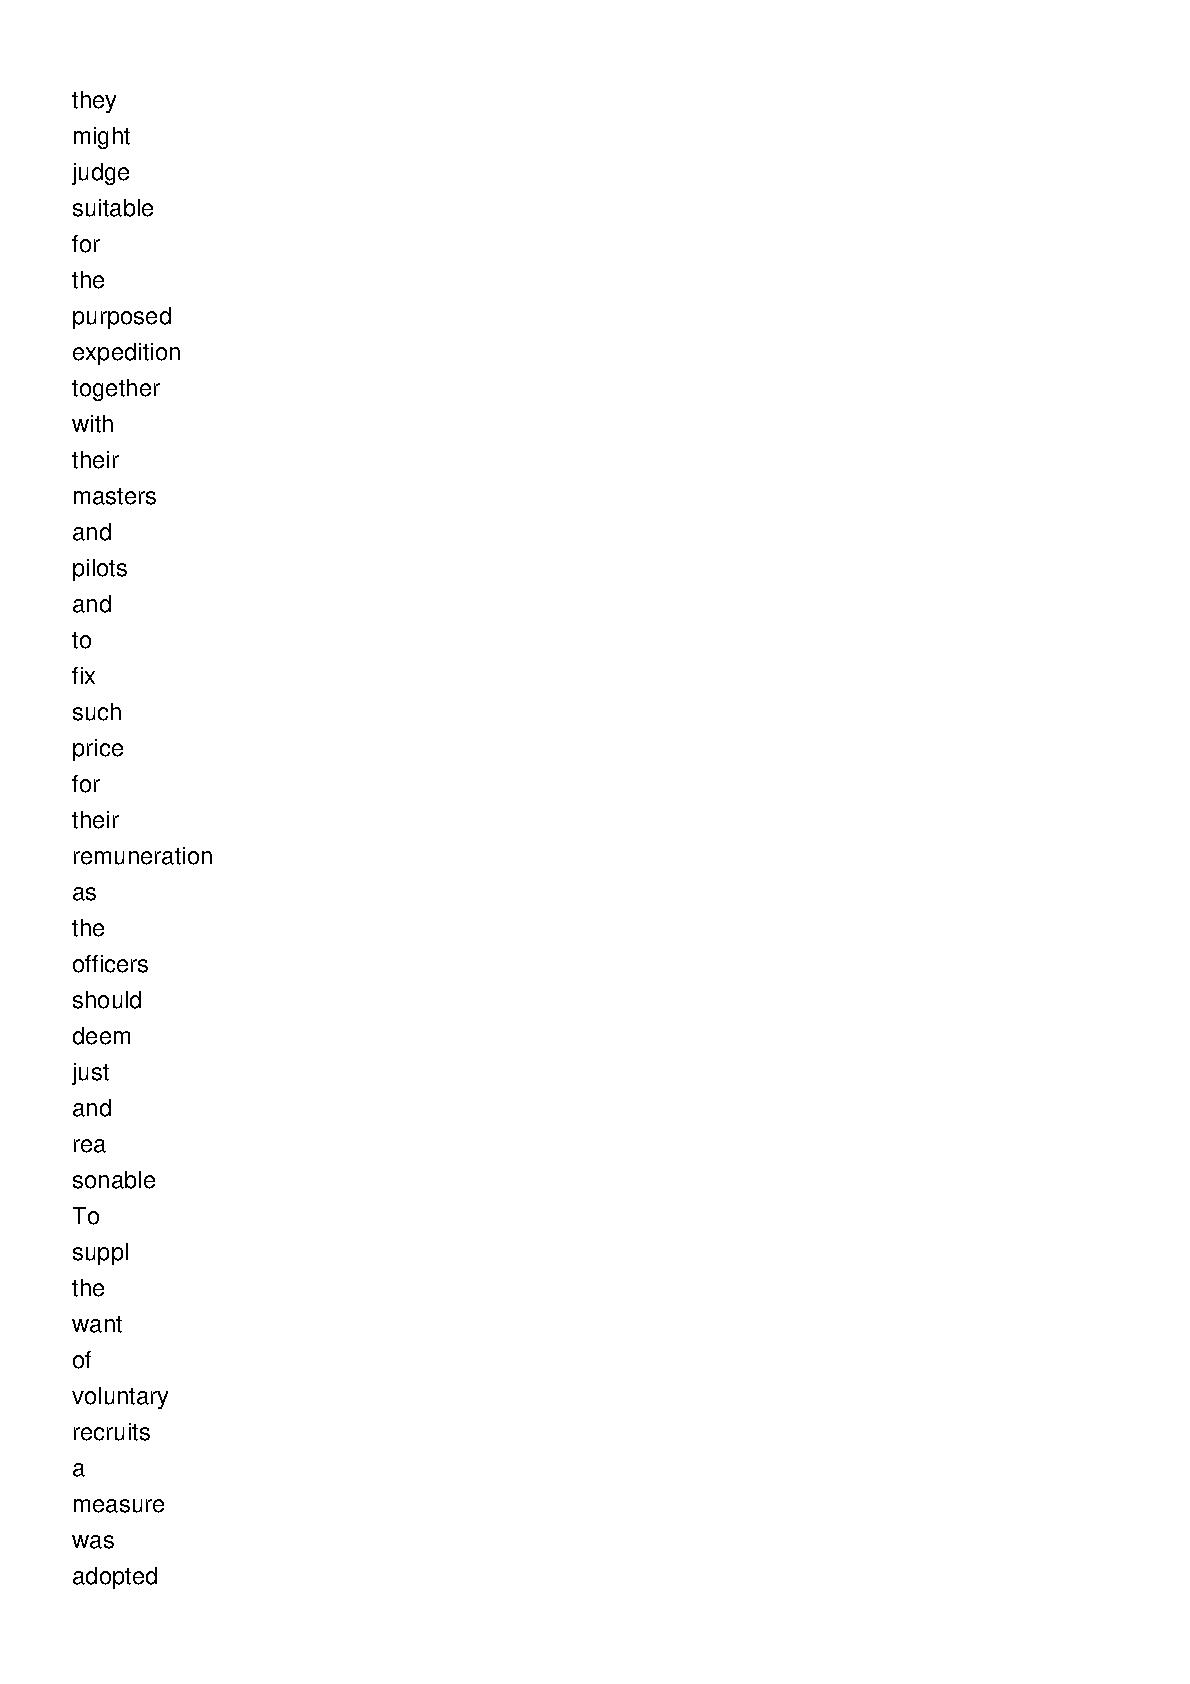 they
might
judge
suitable
for
the
purposed
expedition
together
with
their
masters
and
pilots
and
to
fix
such
price
for
their
remuneration
as
the
officers
should
deem
just
and
rea
sonable
To
suppl
the
want
of
voluntary
recruits
a
measure
was
adopted